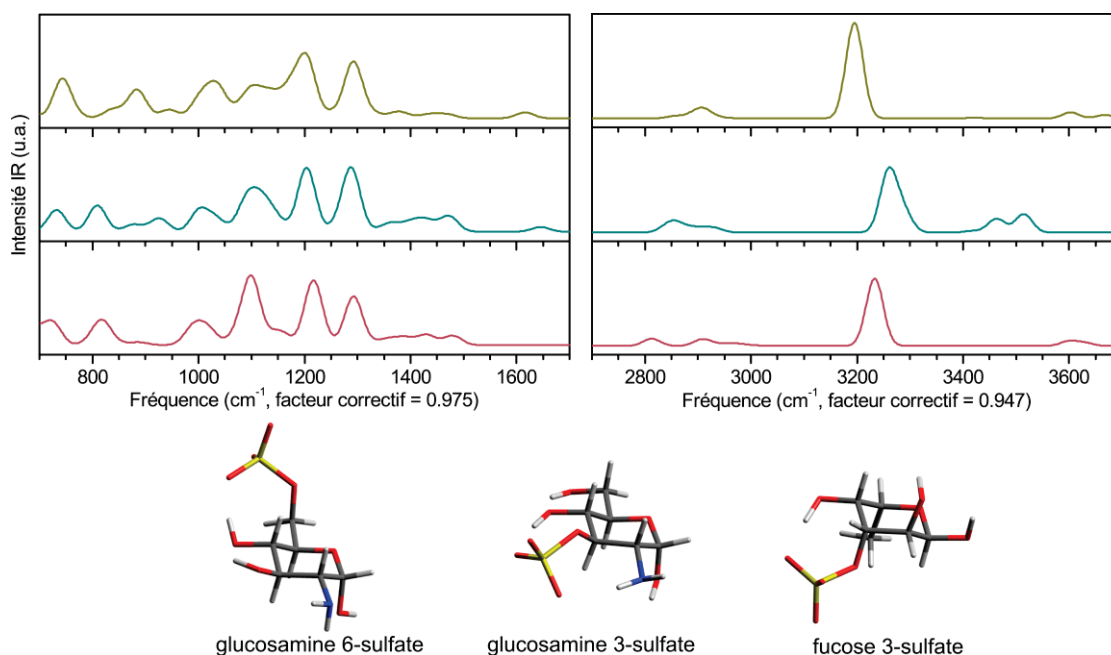 Intensité IR (u.a.)
800 1000 1200 1400 1600
2800 3000 3200 3400 3600
Fréquence (cm⁻¹, facteur correctif = 0.975)
Fréquence (cm⁻¹, facteur correctif = 0.947)
glucosamine 6-sulfate
glucosamine 3-sulfate
fucose 3-sulfate